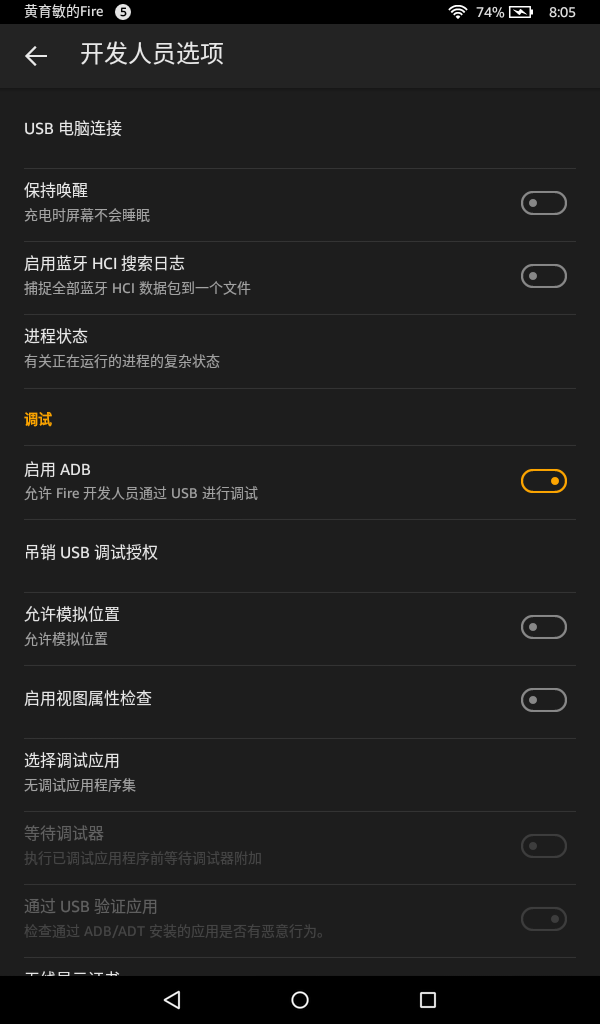 黄育敏的Fire 5 74% 8:05
开发人员选项
USB 电脑连接
保持唤醒
充电时屏幕不会睡眠
启用蓝牙 HCI 搜索日志
捕捉全部蓝牙 HCI 数据包到一个文件
进程状态
有关正在运行的进程的复杂状态
调试
启用 ADB
允许 Fire 开发人员通过 USB 进行调试
吊销 USB 调试授权
允许模拟位置
允许模拟位置
启用视图属性检查
选择调试应用
无调试应用程序集
等待调试器
执行已调试应用程序前等待调试器附加
通过 USB 验证应用
检查通过 ADB/ADT 安装的应用是否有恶意行为。
无线显示证书